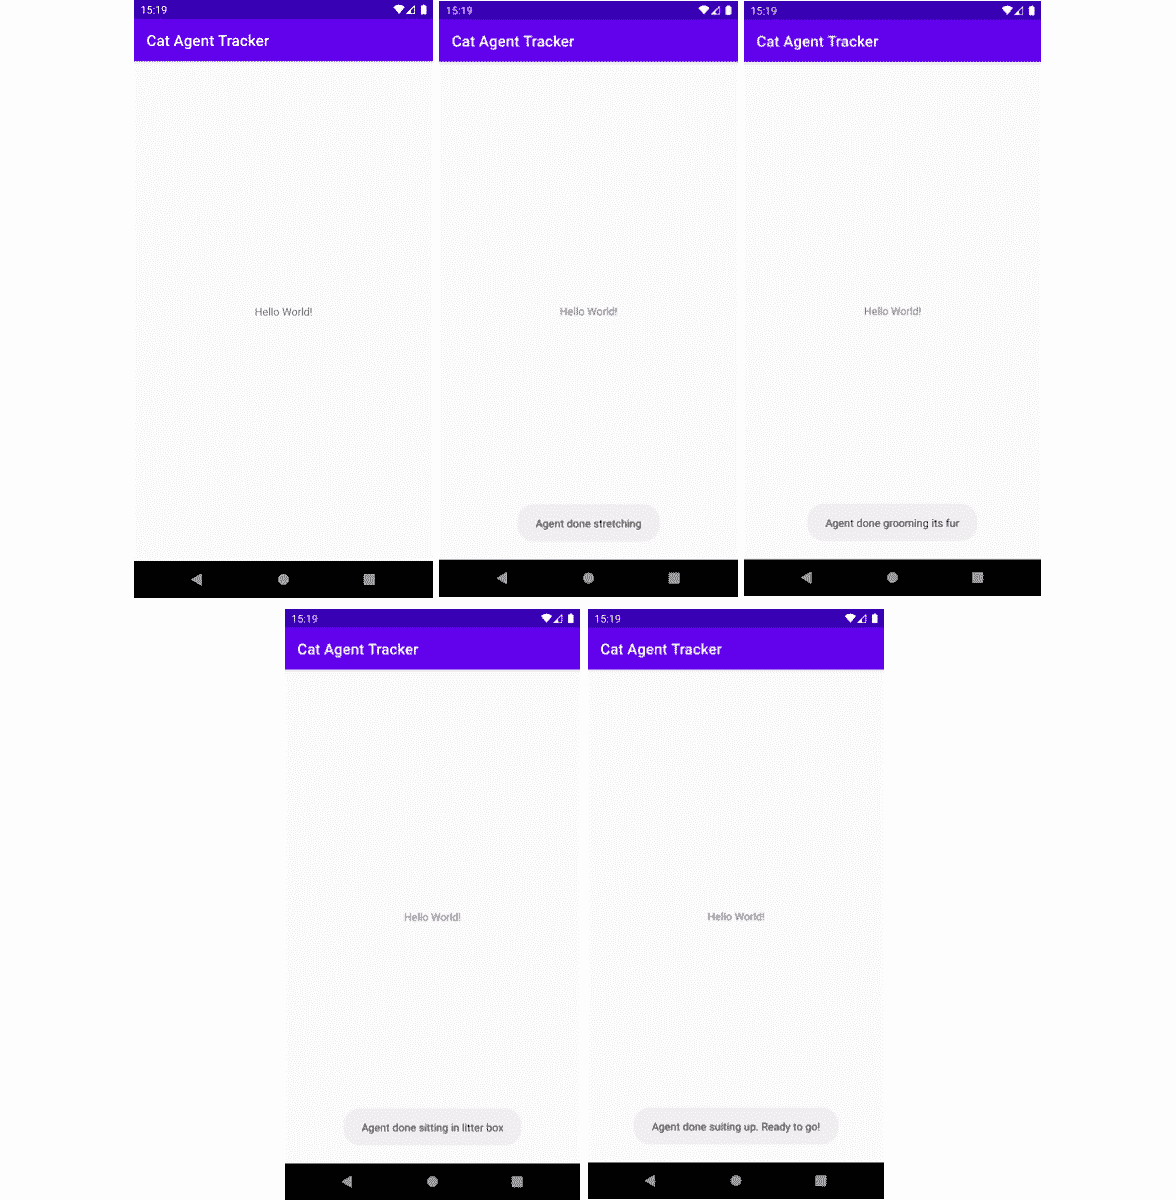 15:19
Cat Agent Tracker
Hello World!
15:19
Cat Agent Tracker
Hello World!
Agent done stretching
15:19
Cat Agent Tracker
Hello World!
Agent done grooming its fur
15:19
Cat Agent Tracker
Hello World!
Agent done sitting in litter box
15:19
Cat Agent Tracker
Hello World!
Agent done suiting up. Ready to go!